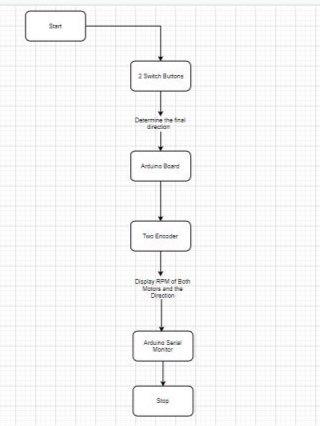 Start
2 Switch Buttons
Determine the final
direction
Arduino Board
Two Encoder
Display RPM of Both
Motors and the
Direction
Arduino Serial
Monitor
Stop